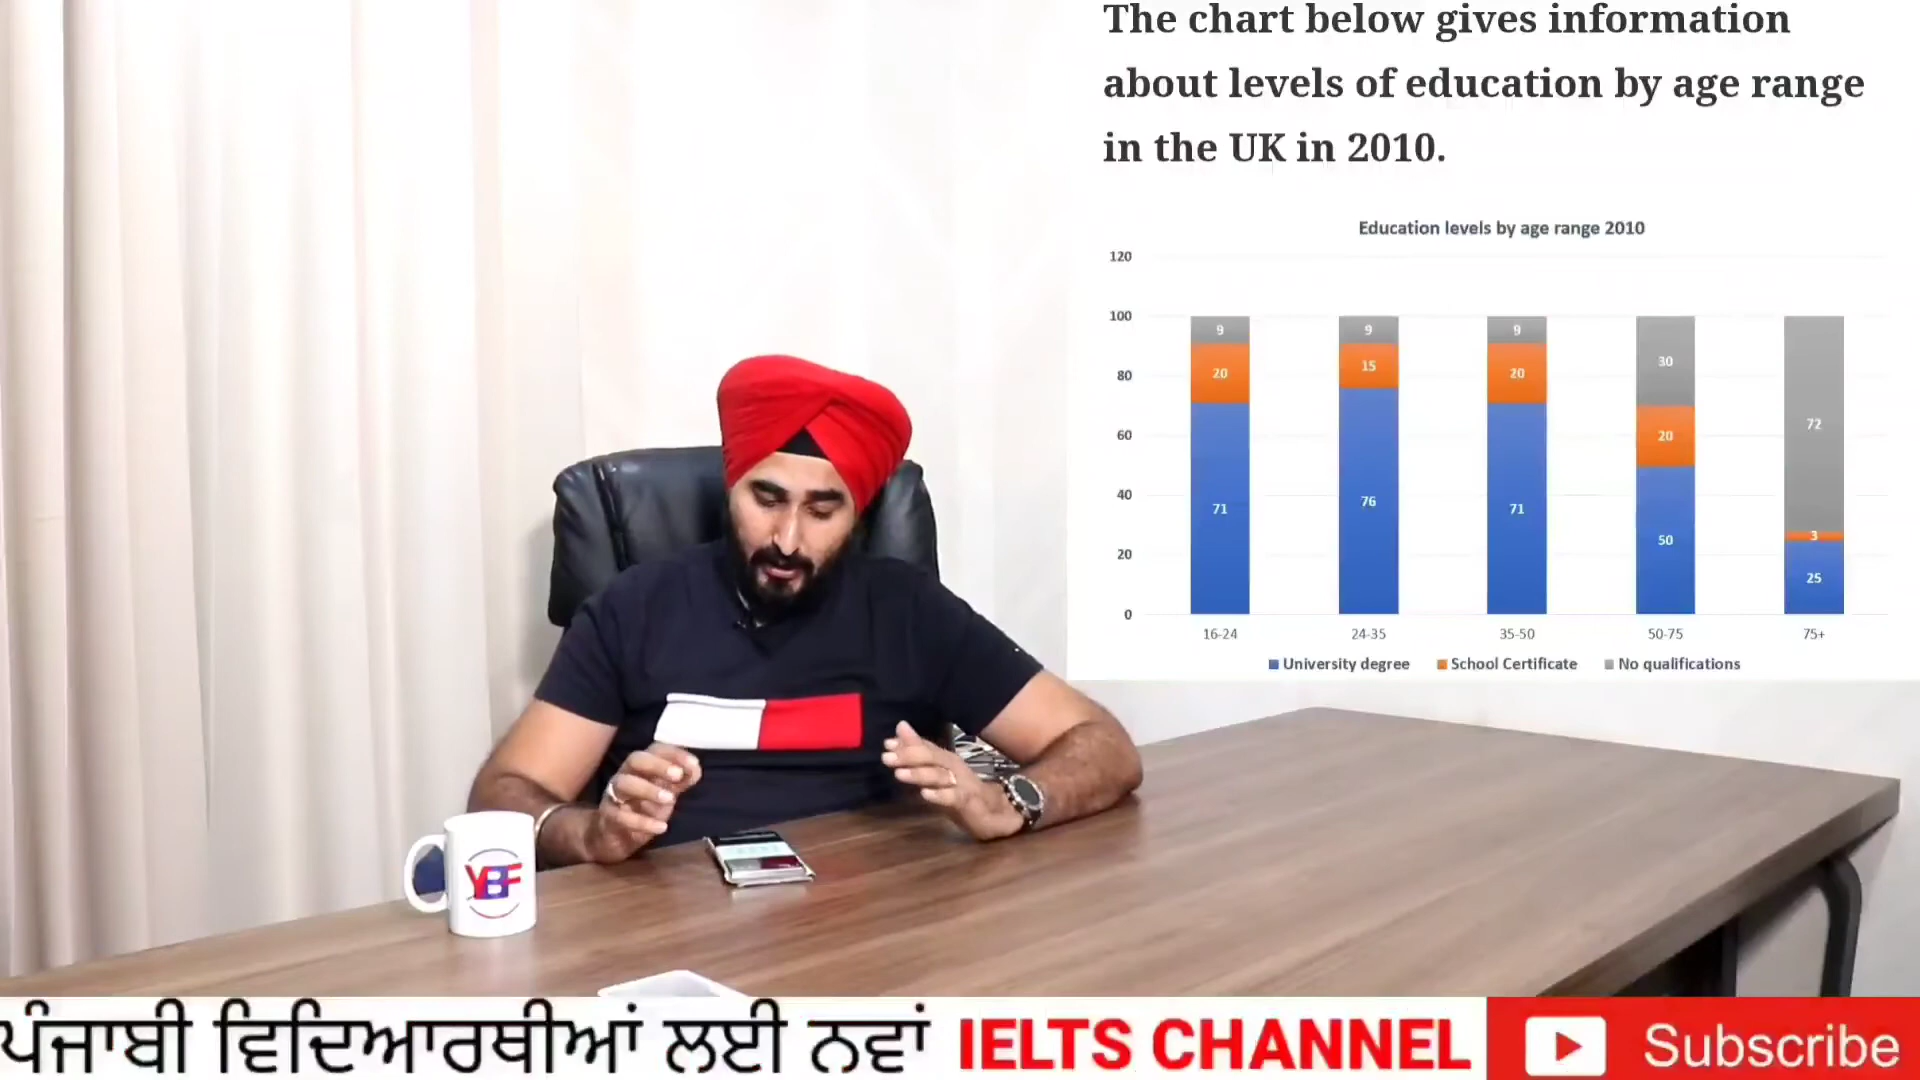 The chart below gives information
about levels of education by age range
in the UK in 2010.
Education levels by age range 2010
120
100
80
60
40
20
0
9 9 9 30 72
20 15 20 20 3
71 76 71 50 25
16-24 24-35 35-50 50-75 75+
University degree School Certificate No qualifications
YBF
ਪੰਜਾਬੀ ਵਿਦਿਆਰਥੀਆਂ ਲਈ ਨਵਾਂ IELTS CHANNEL Subscribe